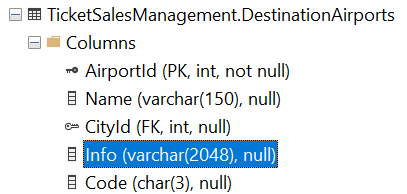 TicketSalesManagement.DestinationAirports
Columns
AirportId (PK, int, not null)
Name (varchar(150), null)
CityId (FK, int, null)
Info (varchar(2048), null)
Code (char(3), null)